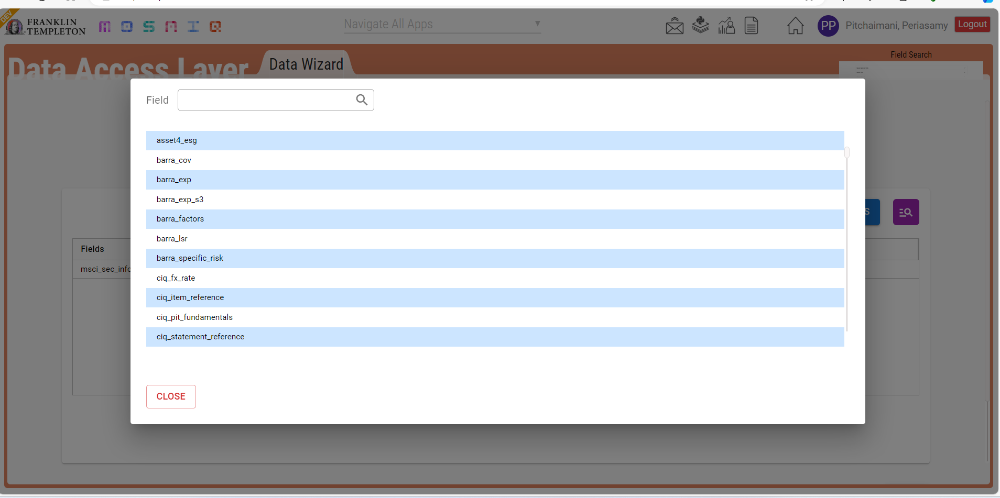 DEV
FRANKLIN
TEMPLETON
MOSAIQ
Navigate All Apps
PP
Pitchaimani, Periasamy
Logout
Data Access Layer
Data Wizard
Field Search
Field
asset4_esg
barra_cov
barra_exp
barra_exp_s3
barra_factors
barra_lsr
barra_specific_risk
ciq_fx_rate
ciq_item_reference
ciq_pit_fundamentals
ciq_statement_reference
S
Fields
msci_sec_info
CLOSE